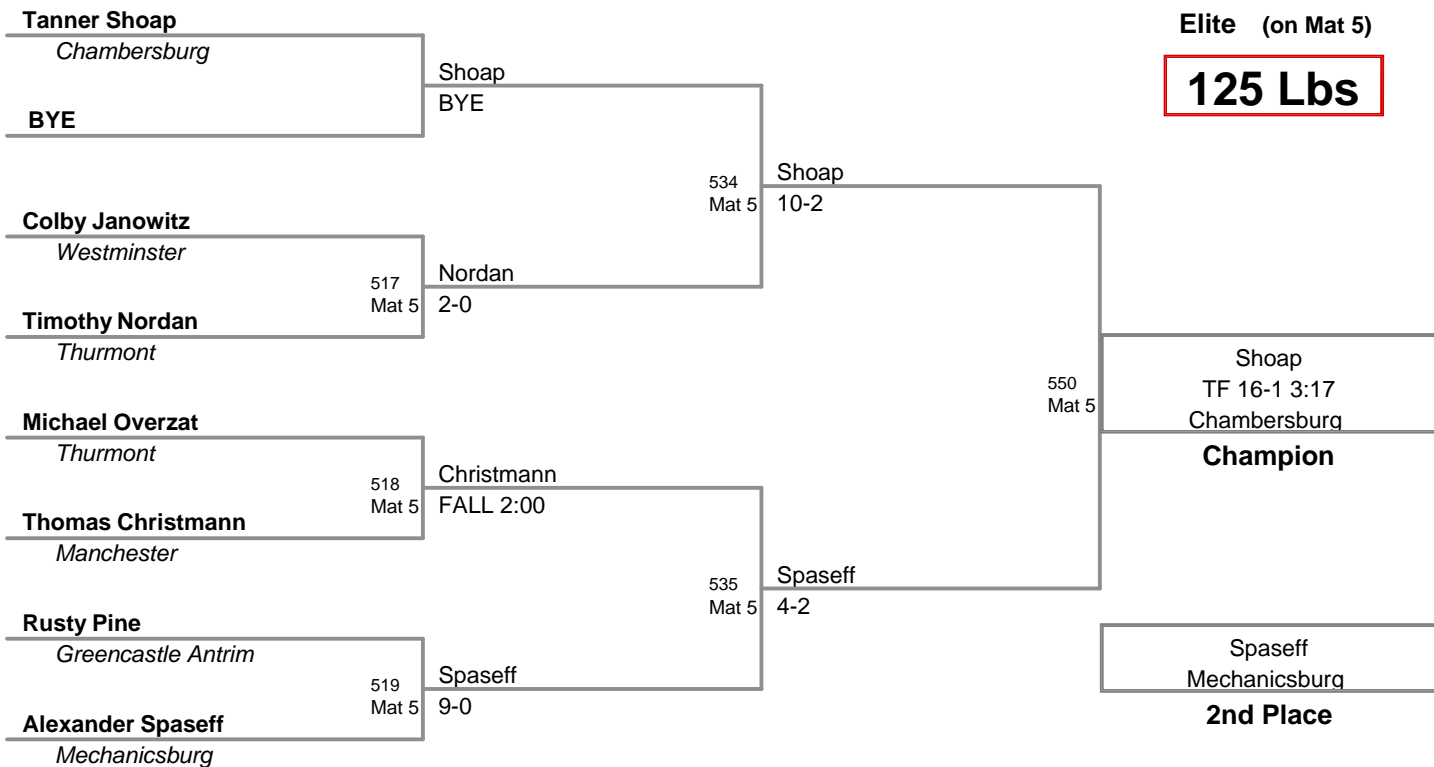 Tanner Shoap
Chambersburg
BYE
Elite (on Mat 5)
125 Lbs
Shoap
BYE
Colby Janowitz
Westminster
517
Mat 5
Timothy Nordan
Thurmont
Nordan
2-0
534
Mat 5
Shoap
10-2
Michael Overzat
Thurmont
518
Mat 5
Thomas Christmann
Manchester
Christmann
FALL 2:00
Rusty Pine
Greencastle Antrim
519
Mat 5
Alexander Spaseff
Mechanicsburg
Spaseff
9-0
535
Mat 5
Spaseff
4-2
550
Mat 5
Shoap
TF 16-1 3:17
Chambersburg
Champion
Spaseff
Mechanicsburg
2nd Place